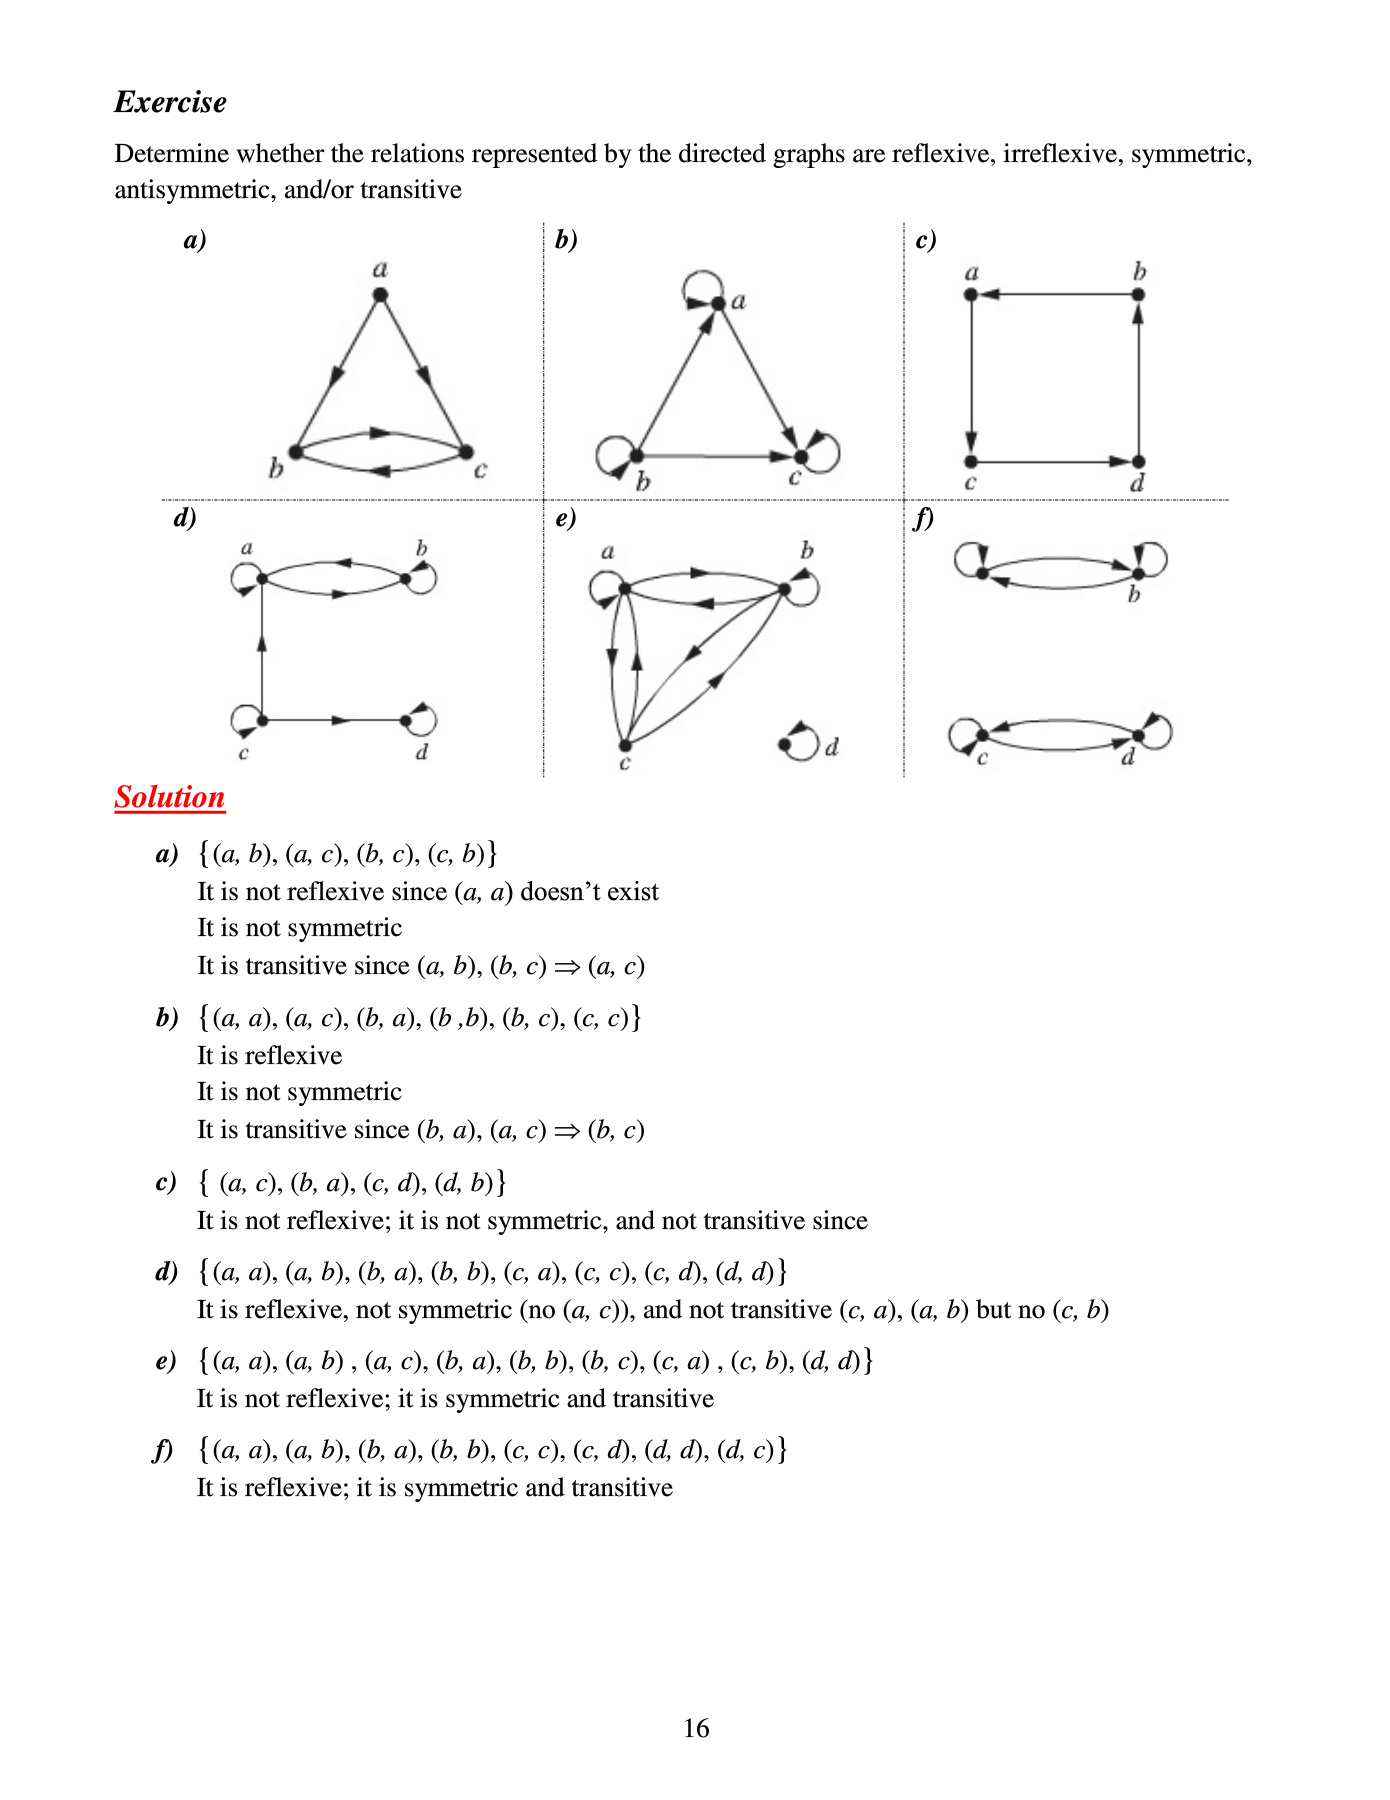 Exercise
Determine whether the relations represented by the directed graphs are reflexive, irreflexive, symmetric,
antisymmetric, and/or transitive
a)
a
b
c
b)
a
b
c
c)
a
b
c
d
d)
a
b
c
d
e)
a
b
c
d
f)
b
c
d
Solution
a) {(a, b), (a, c), (b, c), (c, b)}
It is not reflexive since (a, a) doesn’t exist
It is not symmetric
It is transitive since (a, b), (b, c) ⇒ (a, c)
b) {(a, a), (a, c), (b, a), (b ,b), (b, c), (c, c)}
It is reflexive
It is not symmetric
It is transitive since (b, a), (a, c) ⇒ (b, c)
c) { (a, c), (b, a), (c, d), (d, b)}
It is not reflexive; it is not symmetric, and not transitive since
d) {(a, a), (a, b), (b, a), (b, b), (c, a), (c, c), (c, d), (d, d)}
It is reflexive, not symmetric (no (a, c)), and not transitive (c, a), (a, b) but no (c, b)
e) {(a, a), (a, b) , (a, c), (b, a), (b, b), (b, c), (c, a) , (c, b), (d, d)}
It is not reflexive; it is symmetric and transitive
f) {(a, a), (a, b), (b, a), (b, b), (c, c), (c, d), (d, d), (d, c)}
It is reflexive; it is symmetric and transitive
16